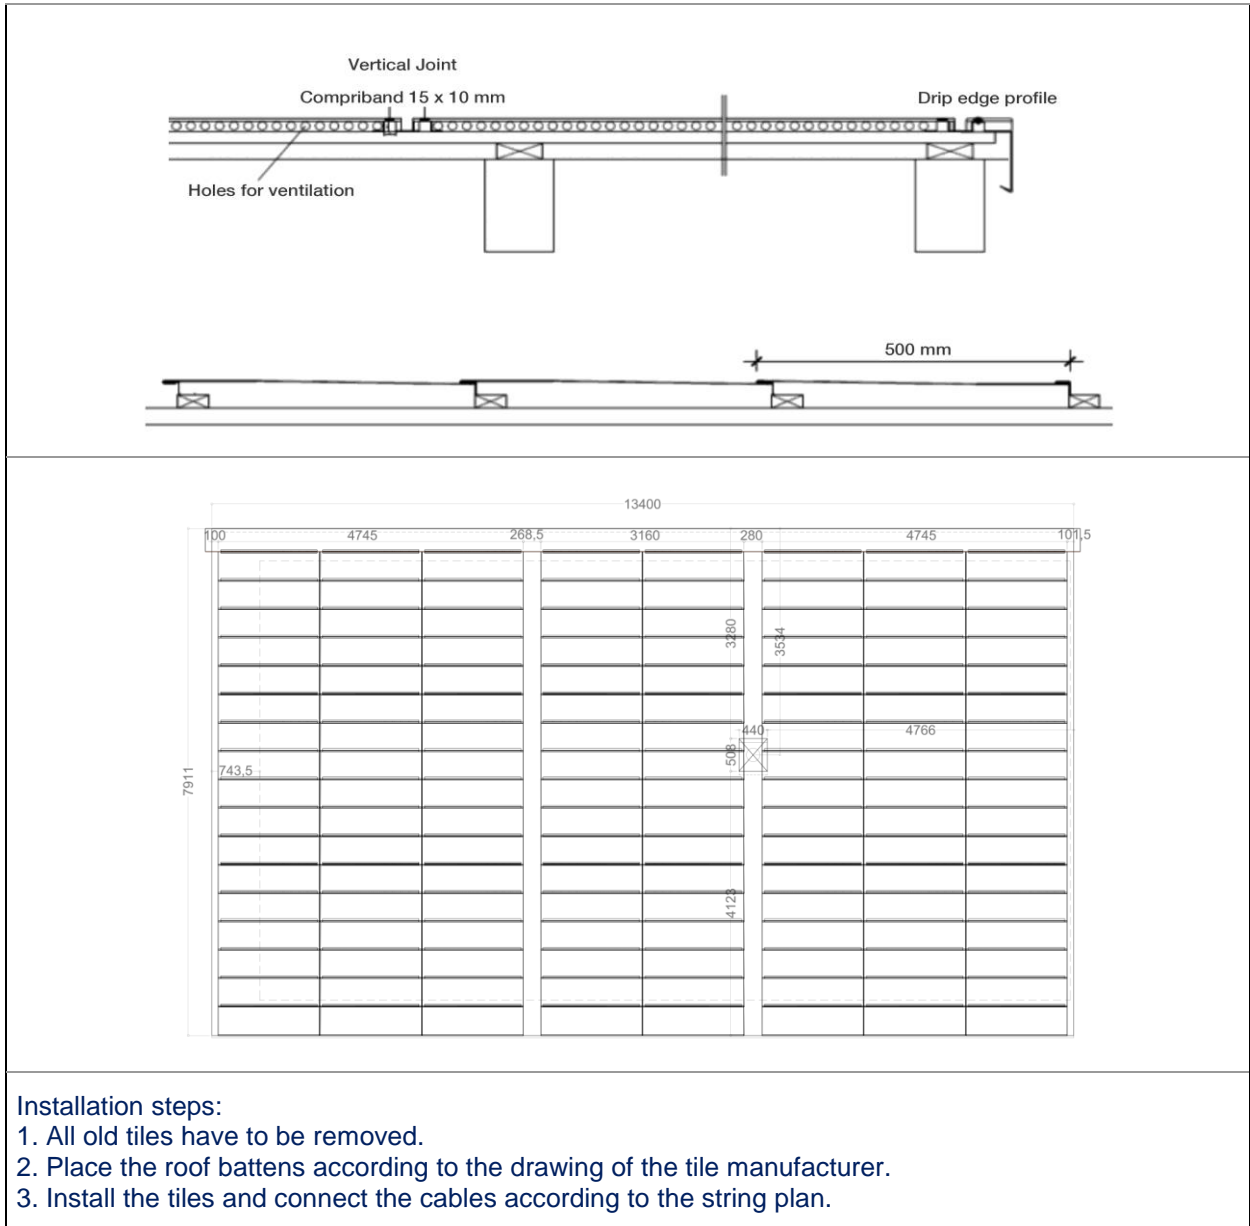 Vertical Joint
Compriband 15 x 10 mm
Drip edge profile
Holes for ventilation
500 mm
13400
100
4745
268,5
3160
280
4745
101,5
3280
3534
440
4766
508
743,5
7911
4123
Installation steps:
1. All old tiles have to be removed.
2. Place the roof battens according to the drawing of the tile manufacturer.
3. Install the tiles and connect the cables according to the string plan.